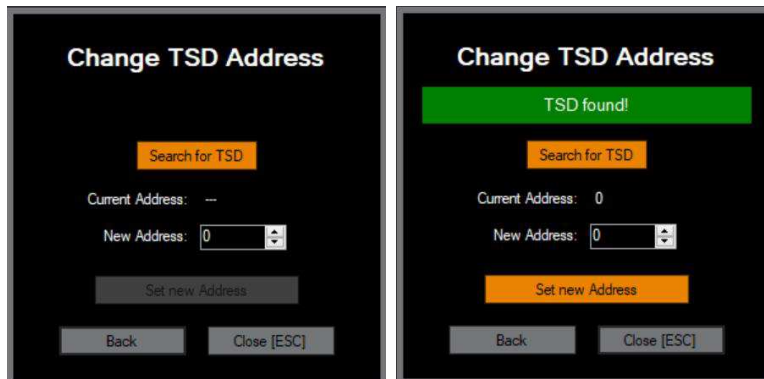 Change TSD Address
Search for TSD
Current Address: ---
New Address: 0
Set new Address
Back Close [ESC]
Change TSD Address
TSD found!
Search for TSD
Current Address: 0
New Address: 0
Set new Address
Back Close [ESC]